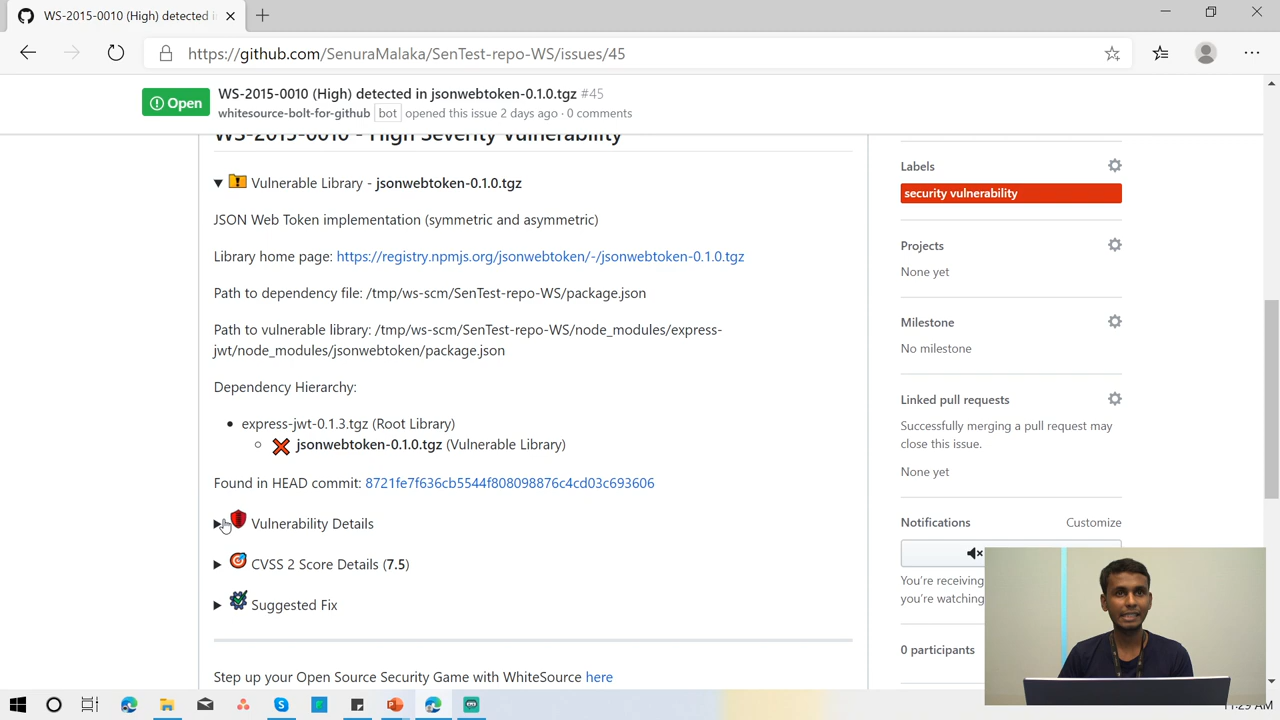 WS-2015-0010 (High) detected i
https://github.com/SenuraMalaka/SenTest-repo-WS/issues/45
Open
WS-2015-0010 (High) detected in jsonwebtoken-0.1.0.tgz #45
whitesource-bolt-for-github bot opened this issue 2 days ago · 0 comments
WS-2015-0010 - High Severity Vulnerability
Vulnerable Library - jsonwebtoken-0.1.0.tgz
JSON Web Token implementation (symmetric and asymmetric)
Library home page: https://registry.npmjs.org/jsonwebtoken/-/jsonwebtoken-0.1.0.tgz
Path to dependency file: /tmp/ws-scm/SenTest-repo-WS/package.json
Path to vulnerable library: /tmp/ws-scm/SenTest-repo-WS/node_modules/express-
jwt/node_modules/jsonwebtoken/package.json
Dependency Hierarchy:
express-jwt-0.1.3.tgz (Root Library)
jsonwebtoken-0.1.0.tgz (Vulnerable Library)
Found in HEAD commit: 8721fe7f636cb5544f808098876c4cd03c693606
Vulnerability Details
CVSS 2 Score Details (7.5)
Suggested Fix
Step up your Open Source Security Game with WhiteSource here
Labels
security vulnerability
Projects
None yet
Milestone
No milestone
Linked pull requests
Successfully merging a pull request may
close this issue.
None yet
Notifications
Customize
You're receiving
you're watching
0 participants
11:29 AM